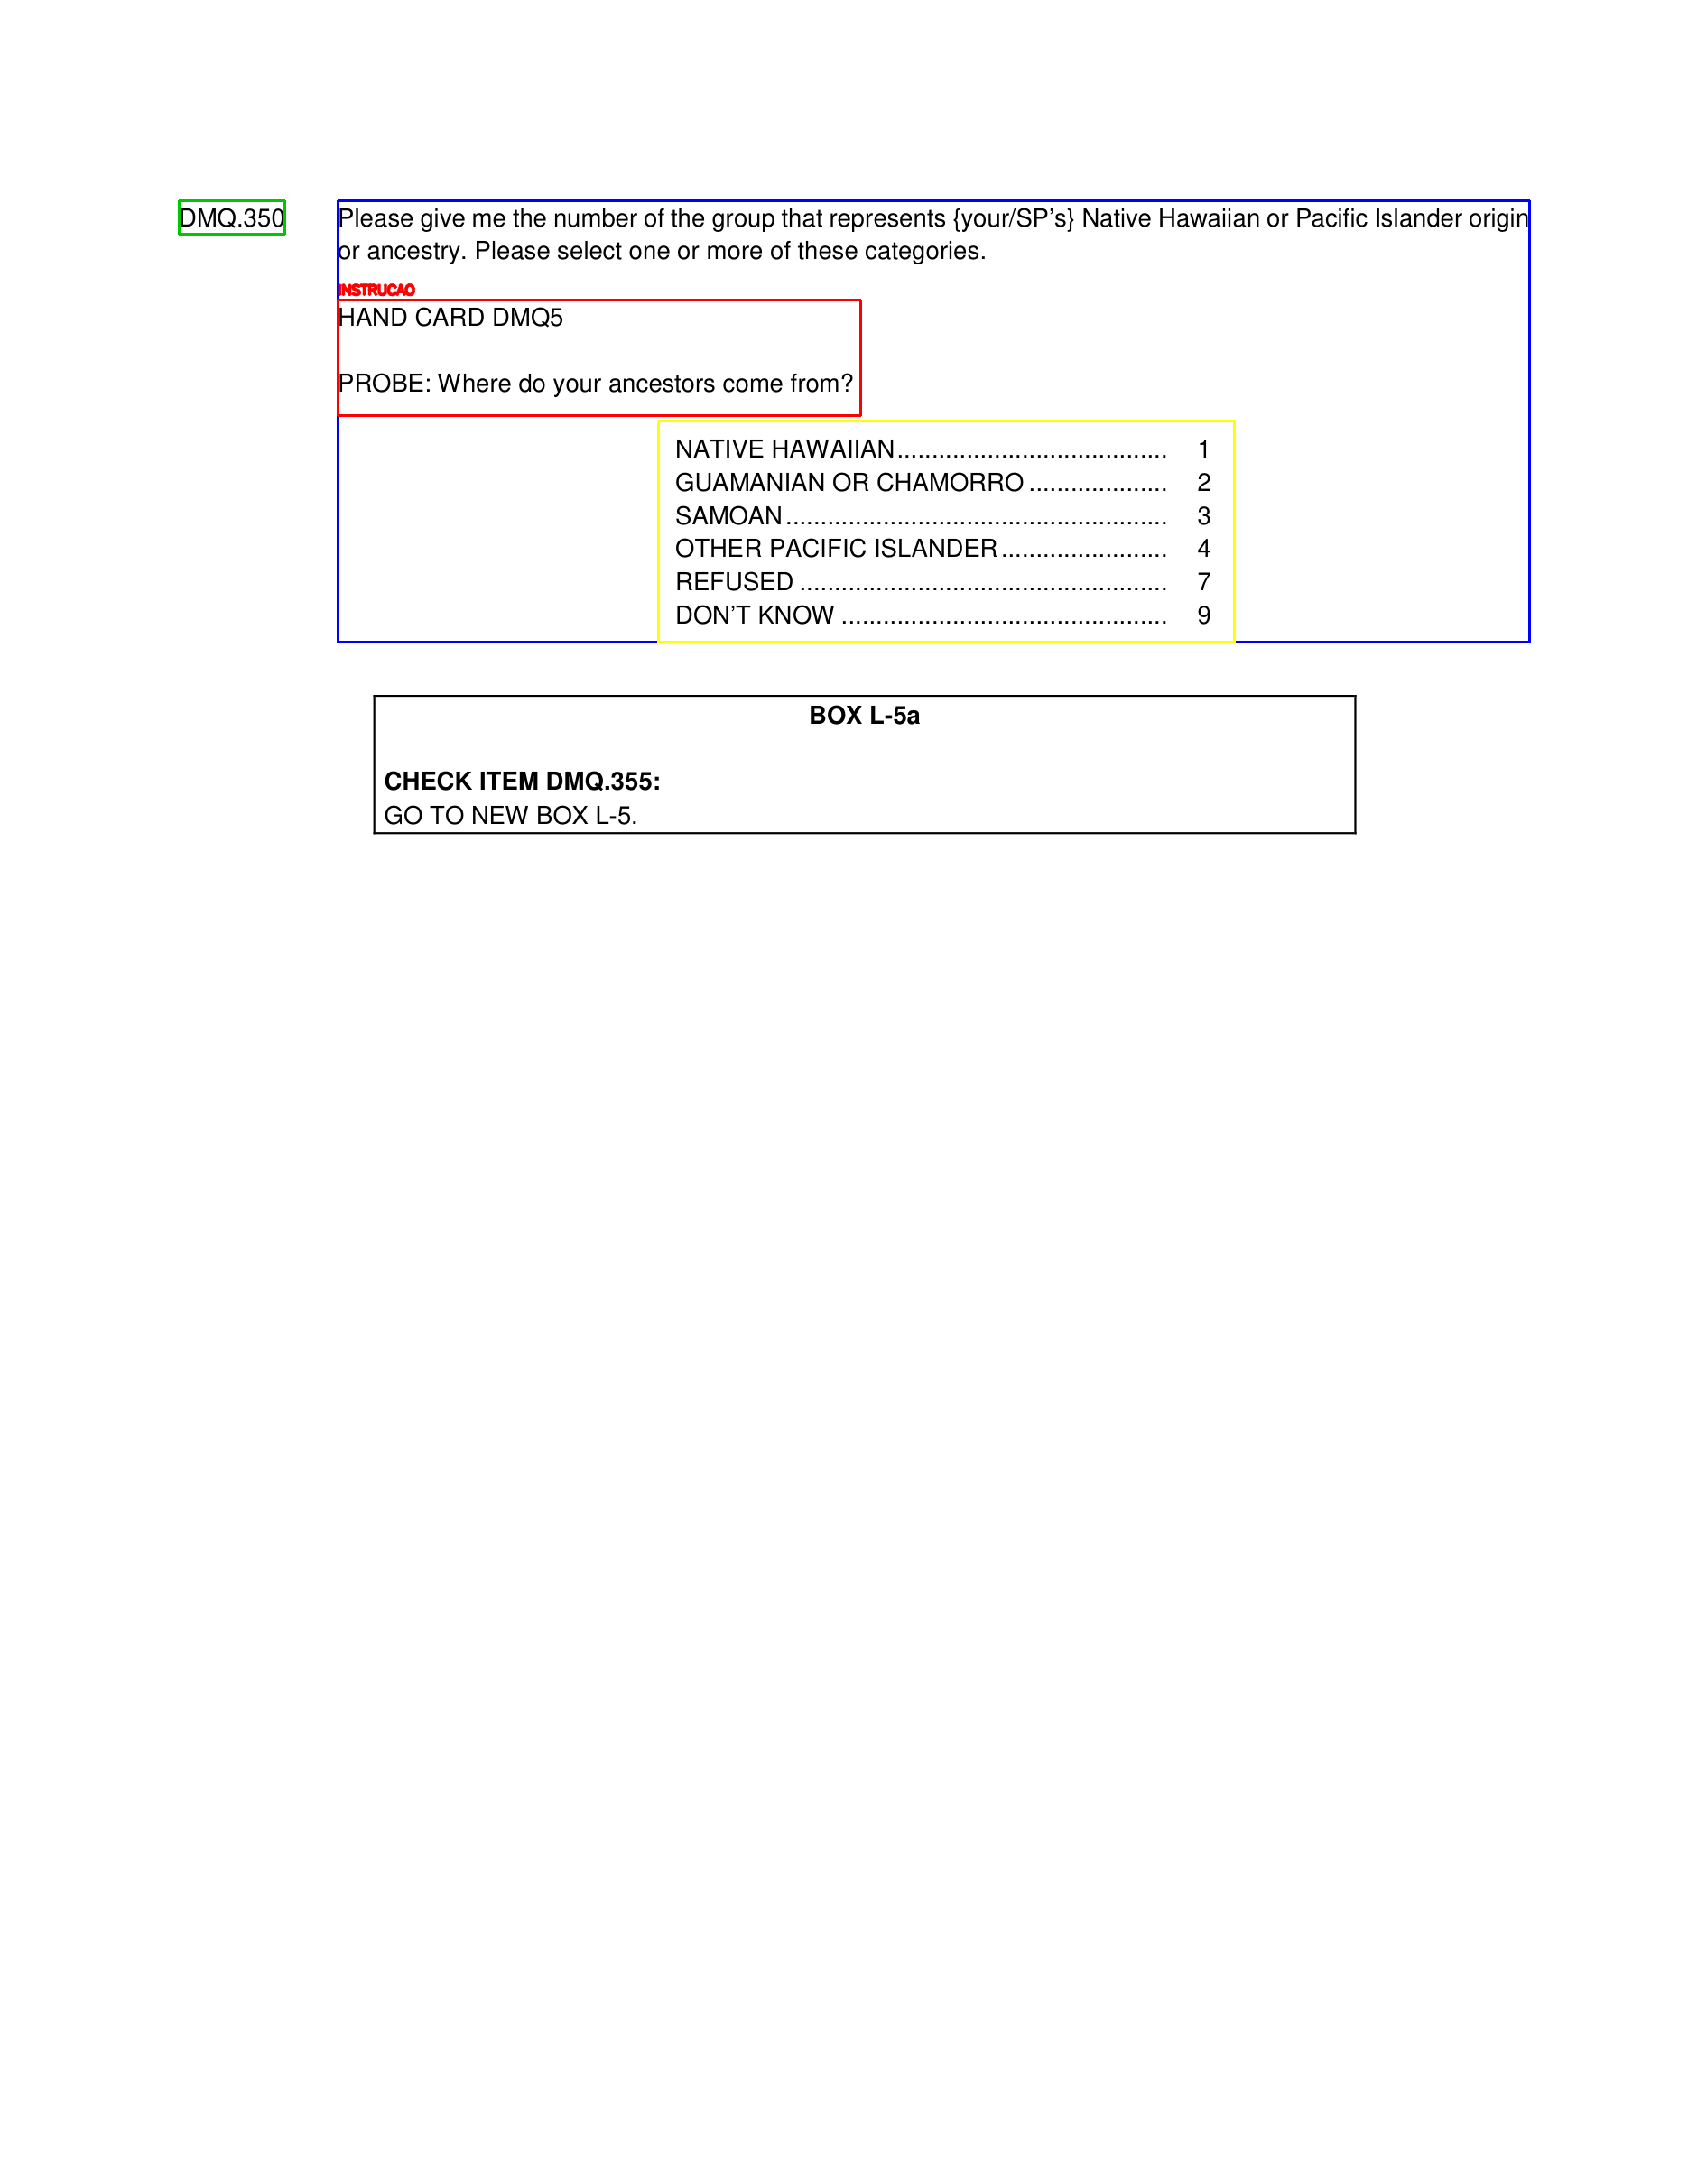 DMQ.350 Please give me the number of the group that represents {your/SP's} Native Hawaiian or Pacific Islander origin
or ancestry. Please select one or more of these categories.
INSTRUCAO
HAND CARD DMQ5
PROBE: Where do your ancestors come from?
NATIVE HAWAIIAN....................................... 1
GUAMANIAN OR CHAMORRO .................... 2
SAMOAN....................................................... 3
OTHER PACIFIC ISLANDER........................ 4
REFUSED ..................................................... 7
DON'T KNOW ............................................... 9
BOX L-5a
CHECK ITEM DMQ.355:
GO TO NEW BOX L-5.